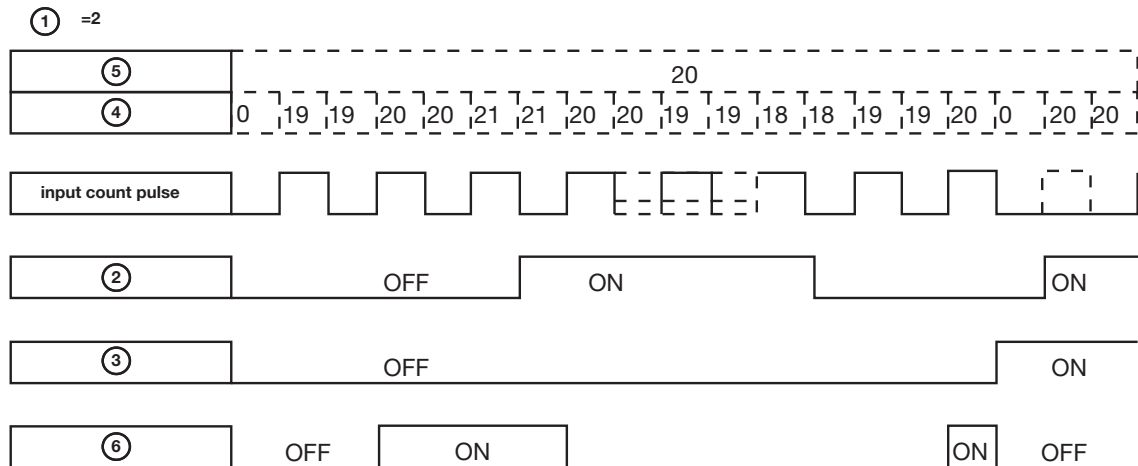 ① =2
⑤ 20
④ 0 19 19 20 20 21 21 20 20 19 19 18 18 19 19 20 0 20 20
input count pulse
② OFF ON ON
③ OFF ON
⑥ OFF ON ON OFF